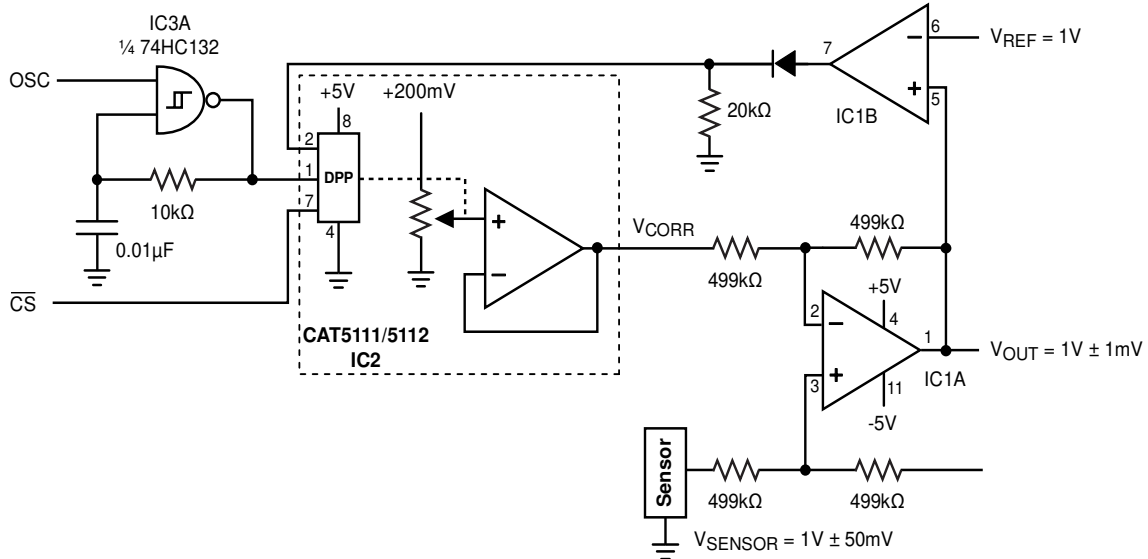 IC3A
¼ 74HC132
OSC
10kΩ
0.01µF
CS
+5V
+200mV
8
2
1
7
4
DPP
+
−
CAT5111/5112
IC2
7
6
−
+
5
IC1B
VREF = 1V
20kΩ
VCORR
499kΩ
499kΩ
+5V
4
2
−
+
3
1
11
-5V
IC1A
VOUT = 1V ± 1mV
Sensor
499kΩ
499kΩ
VSENSOR = 1V ± 50mV